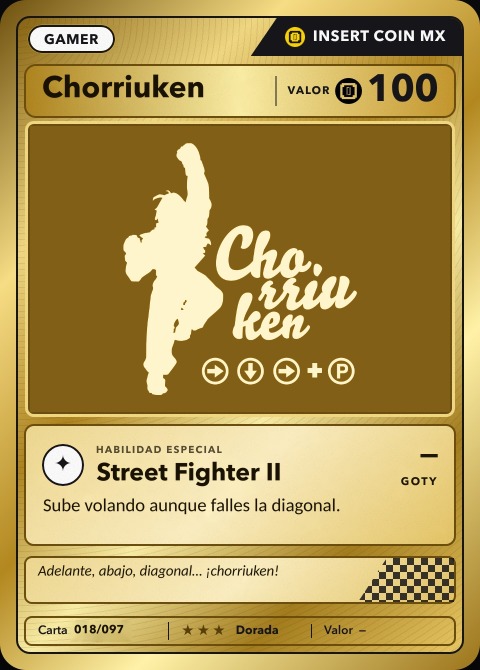 GAMER
INSERT COIN MX
Chorriuken
VALOR 100
Cho.
rriu
ken
+ P
HABILIDAD ESPECIAL
Street Fighter II
—
GOTY
Sube volando aunque falles la diagonal.
Adelante, abajo, diagonal... ¡chorriuken!
Carta 018/097
★ ★ ★ Dorada
Valor —